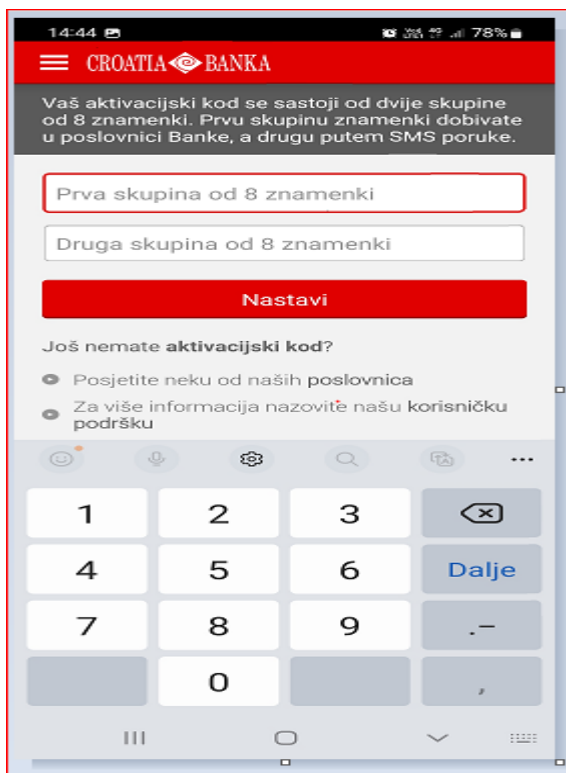 14:44 78%
CROATIA BANKA
Vaš aktivacijski kod se sastoji od dvije skupine
od 8 znamenki. Prvu skupinu znamenki dobivate
u poslovnici Banke, a drugu putem SMS poruke.
Prva skupina od 8 znamenki
Druga skupina od 8 znamenki
Nastavi
Još nemate aktivacijski kod?
Posjetite neku od naših poslovnica
Za više informacija nazovite našu korisničku
podršku
1 2 3
4 5 6 Dalje
7 8 9 .–
0 ,